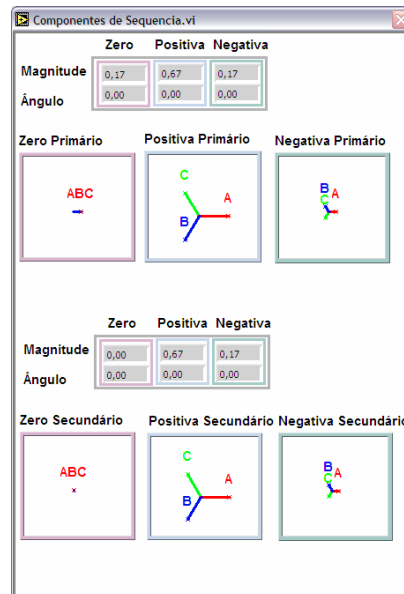 Componentes de Sequencia.vi
Zero Positiva Negativa
Magnitude 0,17 0,67 0,17
Ângulo 0,00 0,00 0,00
Zero Primário Positiva Primário Negativa Primário
ABC
C
A
B
B A
C
Zero Positiva Negativa
Magnitude 0,00 0,67 0,17
Ângulo 0,00 0,00 0,00
Zero Secundário Positiva Secundário Negativa Secundário
ABC
C
A
B
B A
C